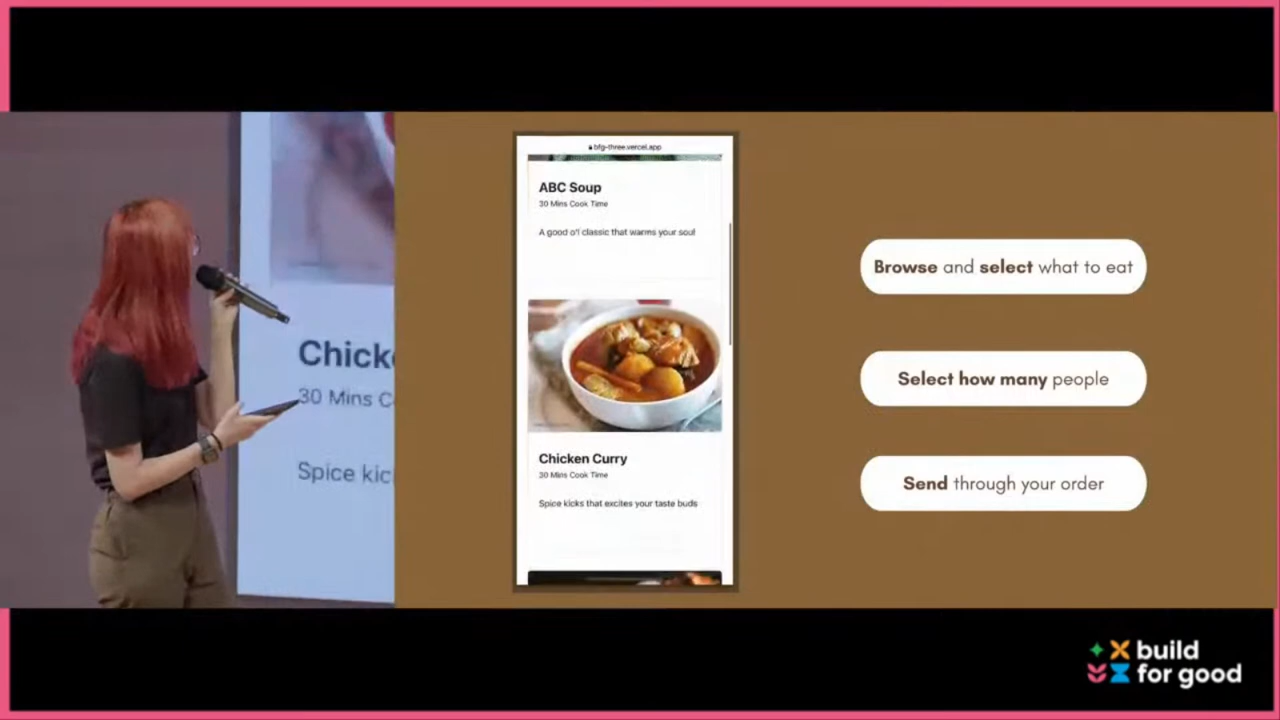 Chick
30 Mins C
Spice kic
bfg-three.vercel.app
ABC Soup
30 Mins Cook Time
A good o'l classic that warms your soul
Chicken Curry
30 Mins Cook Time
Spice kicks that excites your taste buds
Browse and select what to eat
Select how many people
Send through your order
build
for good